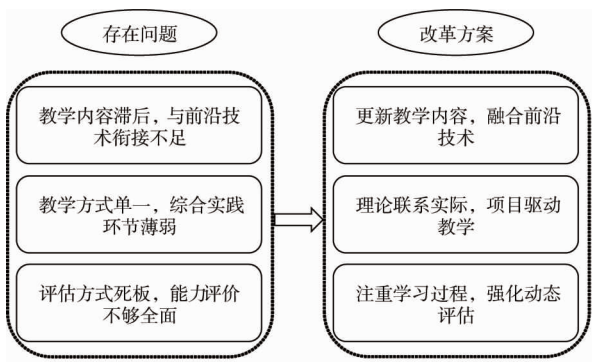 存在问题
教学内容滞后，与前沿技
术衔接不足
教学方式单一，综合实践
环节薄弱
评估方式死板，能力评价
不够全面
改革方案
更新教学内容，融合前沿
技术
理论联系实际，项目驱动
教学
注重学习过程，强化动态
评估